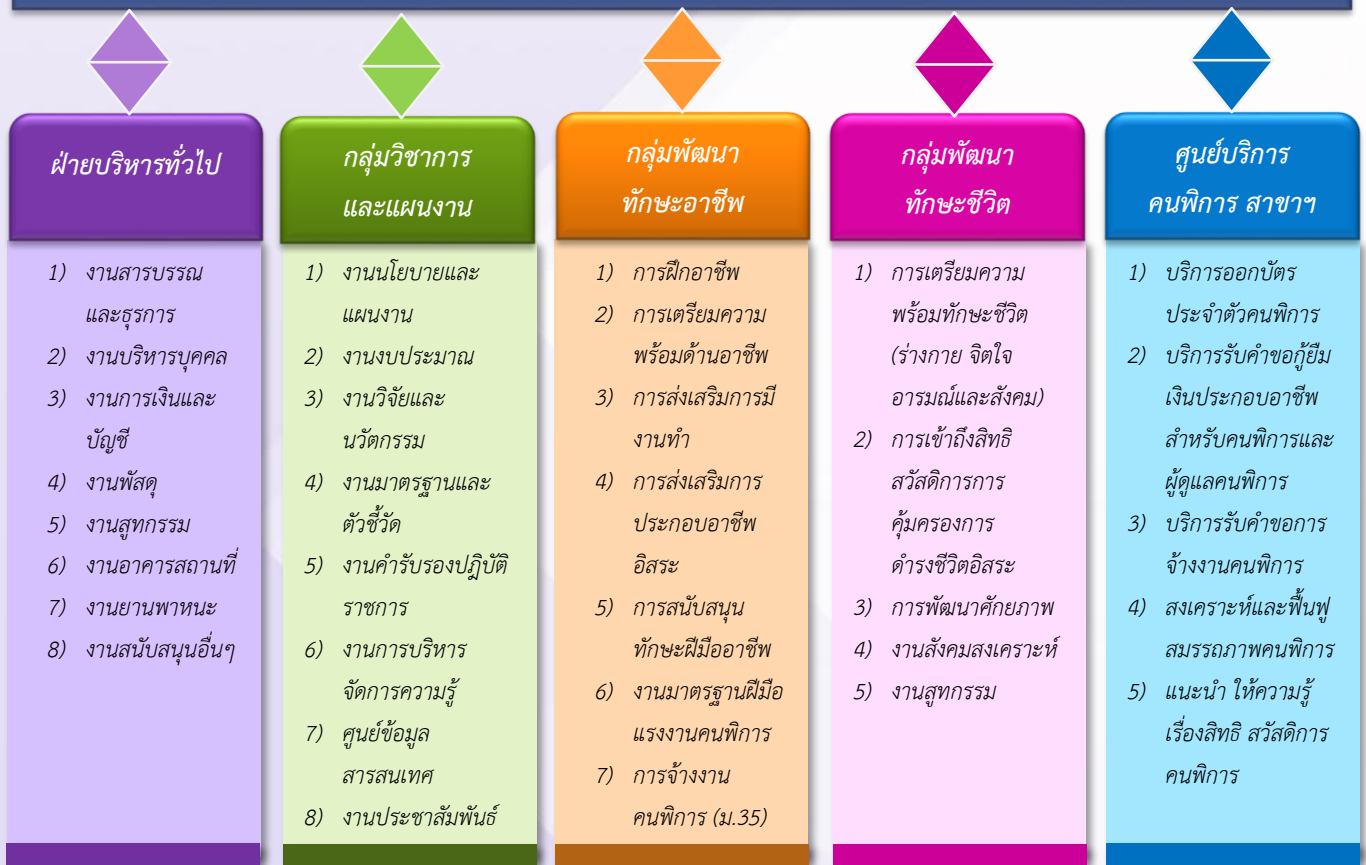 ฝ่ายบริหารทั่วไป
1) งานสารบรรณ
และธุรการ
2) งานบริหารบุคคล
3) งานการเงินและ
บัญชี
4) งานพัสดุ
5) งานสูทกรรม
6) งานอาคารสถานที่
7) งานยานพาหนะ
8) งานสนับสนุนอื่นๆ
กลุ่มวิชาการ
และแผนงาน
1) งานนโยบายและ
แผนงาน
2) งานงบประมาณ
3) งานวิจัยและ
นวัตกรรม
4) งานมาตรฐานและ
ตัวชี้วัด
5) งานคำรับรองปฎิบัติ
ราชการ
6) งานการบริหาร
จัดการความรู้
7) ศูนย์ข้อมูล
สารสนเทศ
8) งานประชาสัมพันธ์
กลุ่มพัฒนา
ทักษะอาชีพ
1) การฝึกอาชีพ
2) การเตรียมความ
พร้อมด้านอาชีพ
3) การส่งเสริมการมี
งานทำ
4) การส่งเสริมการ
ประกอบอาชีพ
อิสระ
5) การสนับสนุน
ทักษะฝีมืออาชีพ
6) งานมาตรฐานฝีมือ
แรงงานคนพิการ
7) การจ้างงาน
คนพิการ (ม.35)
กลุ่มพัฒนา
ทักษะชีวิต
1) การเตรียมความ
พร้อมทักษะชีวิต
(ร่างกาย จิตใจ
อารมณ์และสังคม)
2) การเข้าถึงสิทธิ
สวัสดิการการ
คุ้มครองการ
ดำรงชีวิตอิสระ
3) การพัฒนาศักยภาพ
4) งานสังคมสงเคราะห์
5) งานสูทกรรม
ศูนย์บริการ
คนพิการ สาขาฯ
1) บริการออกบัตร
ประจำตัวคนพิการ
2) บริการรับคำขอกู้ยืม
เงินประกอบอาชีพ
สำหรับคนพิการและ
ผู้ดูแลคนพิการ
3) บริการรับคำขอการ
จ้างงานคนพิการ
4) สงเคราะห์และฟื้นฟู
สมรรถภาพคนพิการ
5) แนะนำ ให้ความรู้
เรื่องสิทธิ สวัสดิการ
คนพิการ